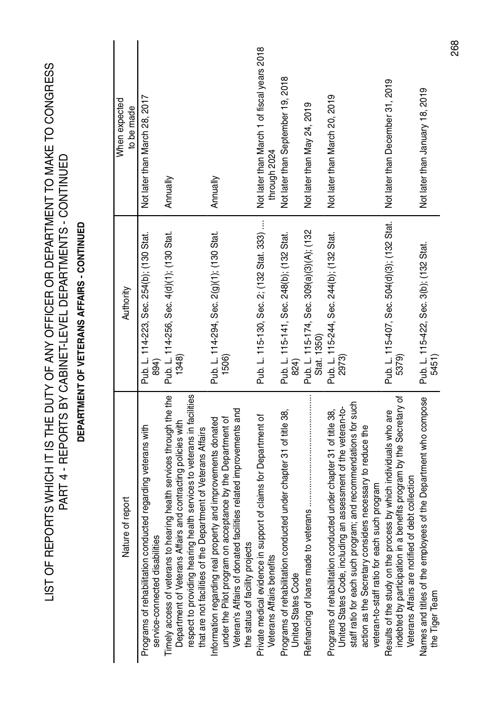 LIST OF REPORTS WHICH IT IS THE DUTY OF ANY OFFICER OR DEPARTMENT TO MAKE TO CONGRESS
PART 4 - REPORTS BY CABINET-LEVEL DEPARTMENTS - CONTINUED
DEPARTMENT OF VETERANS AFFAIRS - CONTINUED
Nature of report
Authority
When expected
to be made
Programs of rehabilitation conducted regarding veterans with
service-connected disabilities
Pub. L. 114-223, Sec. 254(b); (130 Stat.
894)
Not later than March 28, 2017
Timely access of veterans to hearing health services through the the
Department of Veterans Affairs and contracting policies with
respect to providing hearing health services to veterans in facilities
that are not facilities of the Department of Veterans Affairs
Pub. L. 114-256, Sec. 4(d)(1); (130 Stat.
1348)
Annually
Information regarding real property and improvements donated
under the Pilot program on acceptance by the Department of
Veteran's Affairs of donated facilities related improvements and
the status of facility projects
Pub. L. 114-294, Sec. 2(g)(1); (130 Stat.
1506)
Annually
Private medical evidence in support of claims for Department of
Veterans Affairs benefits
Pub. L. 115-130, Sec. 2; (132 Stat. 333) ....
Not later than March 1 of fiscal years 2018
through 2024
Programs of rehabilitation conducted under chapter 31 of title 38,
United States Code
Pub. L. 115-141, Sec. 248(b); (132 Stat.
824)
Not later than September 19, 2018
Refinancing of loans made to veterans ....................................
Pub. L. 115-174, Sec. 309(a)(3)(A); (132
Stat. 1350)
Not later than May 24, 2019
Programs of rehabilitation conducted under chapter 31 of title 38,
United States Code, including an assessment of the veteran-to-
staff ratio for each such program; and recommendations for such
action as the Secretary considers necessary to reduce the
veteran-to-staff ratio for each such program
Pub. L. 115-244, Sec. 244(b); (132 Stat.
2973)
Not later than March 20, 2019
Results of the study on the process by which individuals who are
indebted by participation in a benefits program by the Secretary of
Veterans Affairs are notified of debt collection
Pub. L. 115-407, Sec. 504(d)(3); (132 Stat.
5379)
Not later than December 31, 2019
Names and titles of the employees of the Department who compose
the Tiger Team
Pub. L. 115-422, Sec. 3(b); (132 Stat.
5451)
Not later than January 18, 2019
268